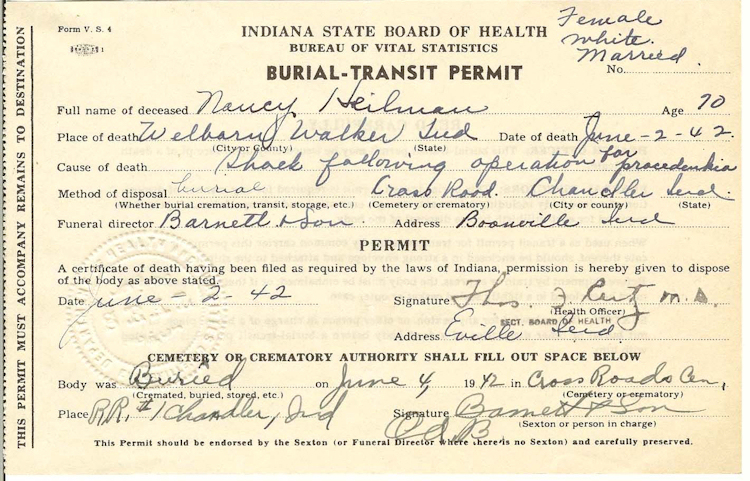 Form V. S. 4
INDIANA STATE BOARD OF HEALTH
BUREAU OF VITAL STATISTICS
BURIAL-TRANSIT PERMIT
Female
White
Married
No.
Full name of deceased Nancy Heilman Age 70
Place of death Welborn Walker Ind Date of death June-2-42
(City or County) (State)
Cause of death Shock following operation for procedentia
Method of disposal burial Cross Road. Chandler Ind.
(Whether burial cremation, transit, storage, etc.) (Cemetery or crematory) (City or county) (State)
Funeral director Barnett & Son. Address Boonville Ind
PERMIT
A certificate of death having been filed as required by the laws of Indiana, permission is hereby given to dispose
of the body as above stated.
Date June-2-42 Signature Thos. J Reitz M.D.
(Health Officer)
SECT. BOARD OF HEALTH
Address Eville Ind.
CEMETERY OR CREMATORY AUTHORITY SHALL FILL OUT SPACE BELOW
Body was Buried on June 4, 1942 in Cross Roads Cem,
(Cremated, buried, stored, etc.) (Cemetery or crematory)
Place R.R. #1 Chandler, Ind Signature Barnett & Son
(Sexton or person in charge)
This Permit should be endorsed by the Sexton (or Funeral Director where there is no Sexton) and carefully preserved.
THIS PERMIT MUST ACCOMPANY REMAINS TO DESTINATION